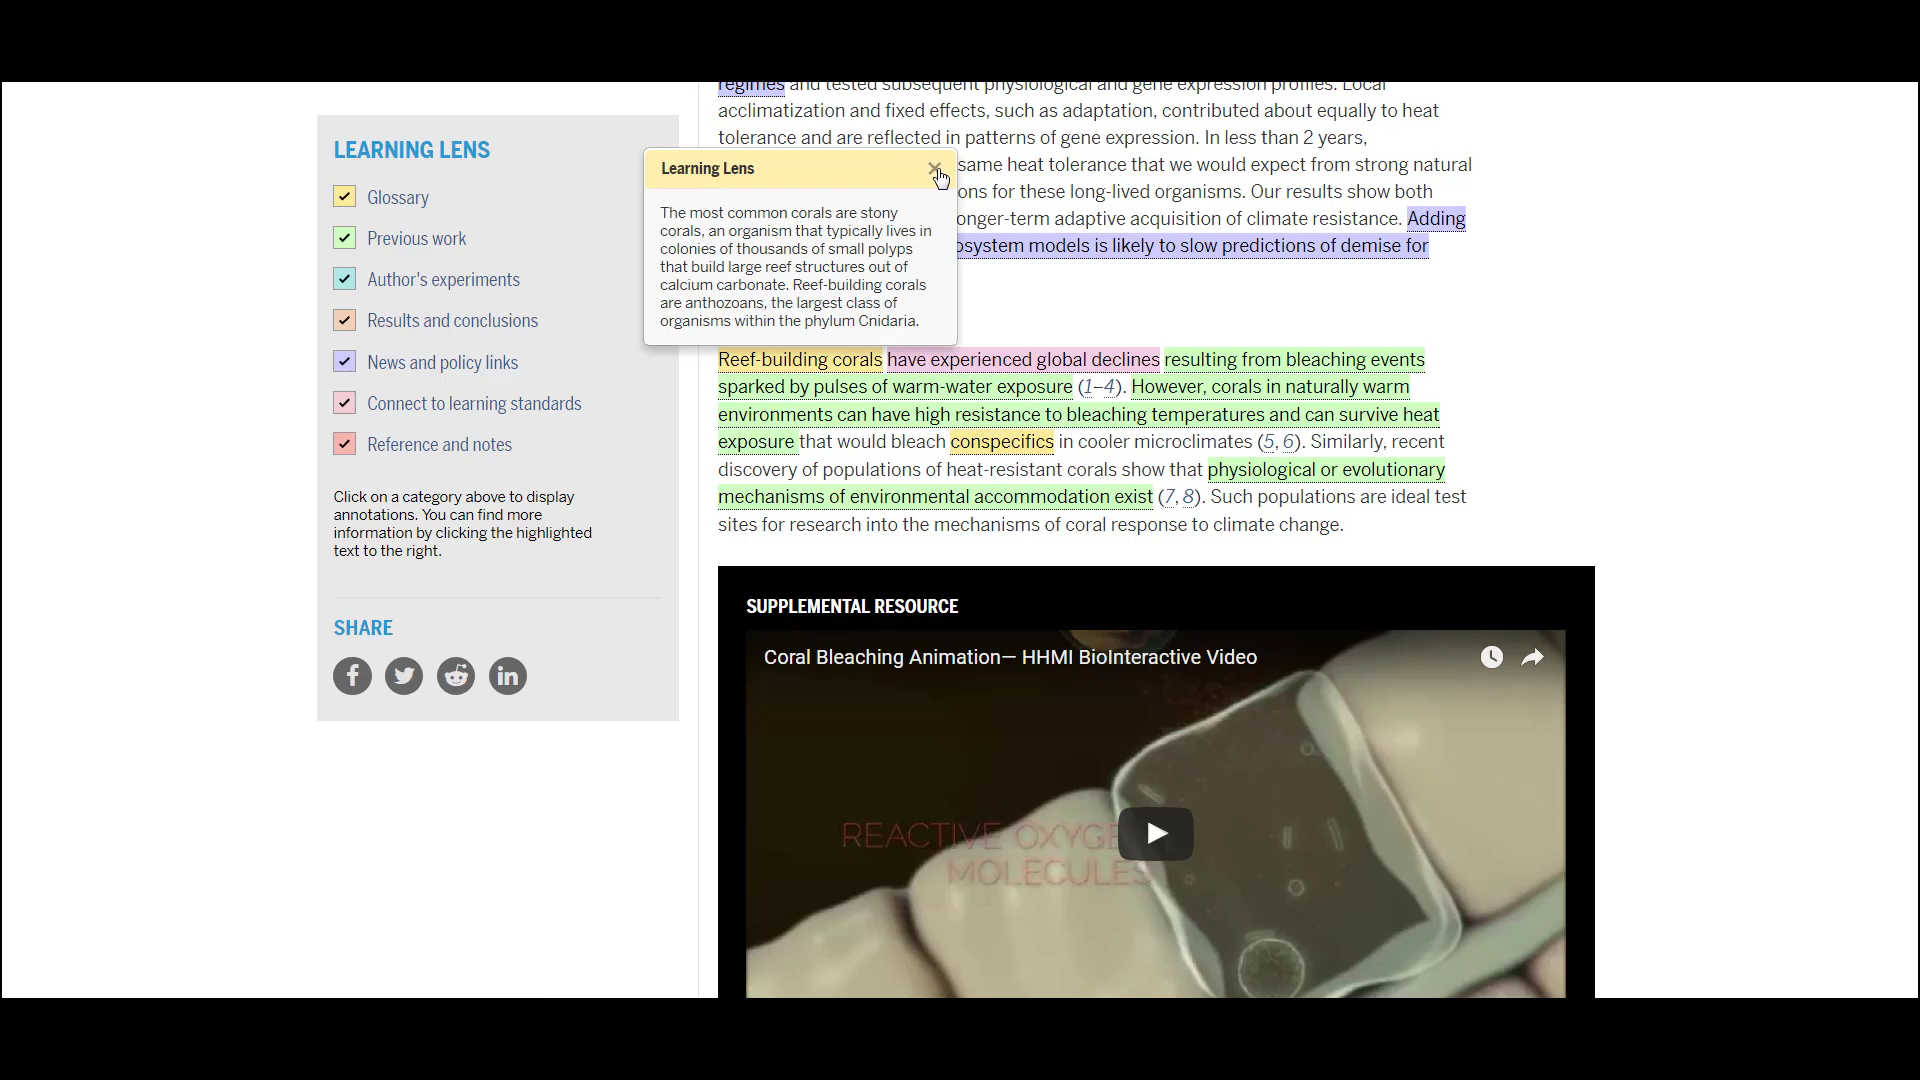 LEARNING LENS
Glossary
Previous work
Author's experiments
Results and conclusions
News and policy links
Connect to learning standards
Reference and notes
Click on a category above to display
annotations. You can find more
information by clicking the highlighted
text to the right.
SHARE
regimes and tested subsequent physiological and gene expression profiles. Local
acclimatization and fixed effects, such as adaptation, contributed about equally to heat
tolerance and are reflected in patterns of gene expression. In less than 2 years,
same heat tolerance that we would expect from strong natural
ons for these long-lived organisms. Our results show both
onger-term adaptive acquisition of climate resistance. Adding
osystem models is likely to slow predictions of demise for
Learning Lens
The most common corals are stony
corals, an organism that typically lives in
colonies of thousands of small polyps
that build large reef structures out of
calcium carbonate. Reef-building corals
are anthozoans, the largest class of
organisms within the phylum Cnidaria.
Reef-building corals have experienced global declines resulting from bleaching events
sparked by pulses of warm-water exposure (1–4). However, corals in naturally warm
environments can have high resistance to bleaching temperatures and can survive heat
exposure that would bleach conspecifics in cooler microclimates (5, 6). Similarly, recent
discovery of populations of heat-resistant corals show that physiological or evolutionary
mechanisms of environmental accommodation exist (7, 8). Such populations are ideal test
sites for research into the mechanisms of coral response to climate change.
SUPPLEMENTAL RESOURCE
Coral Bleaching Animation— HHMI BioInteractive Video
REACTIVE OXYGE
MOLECULES